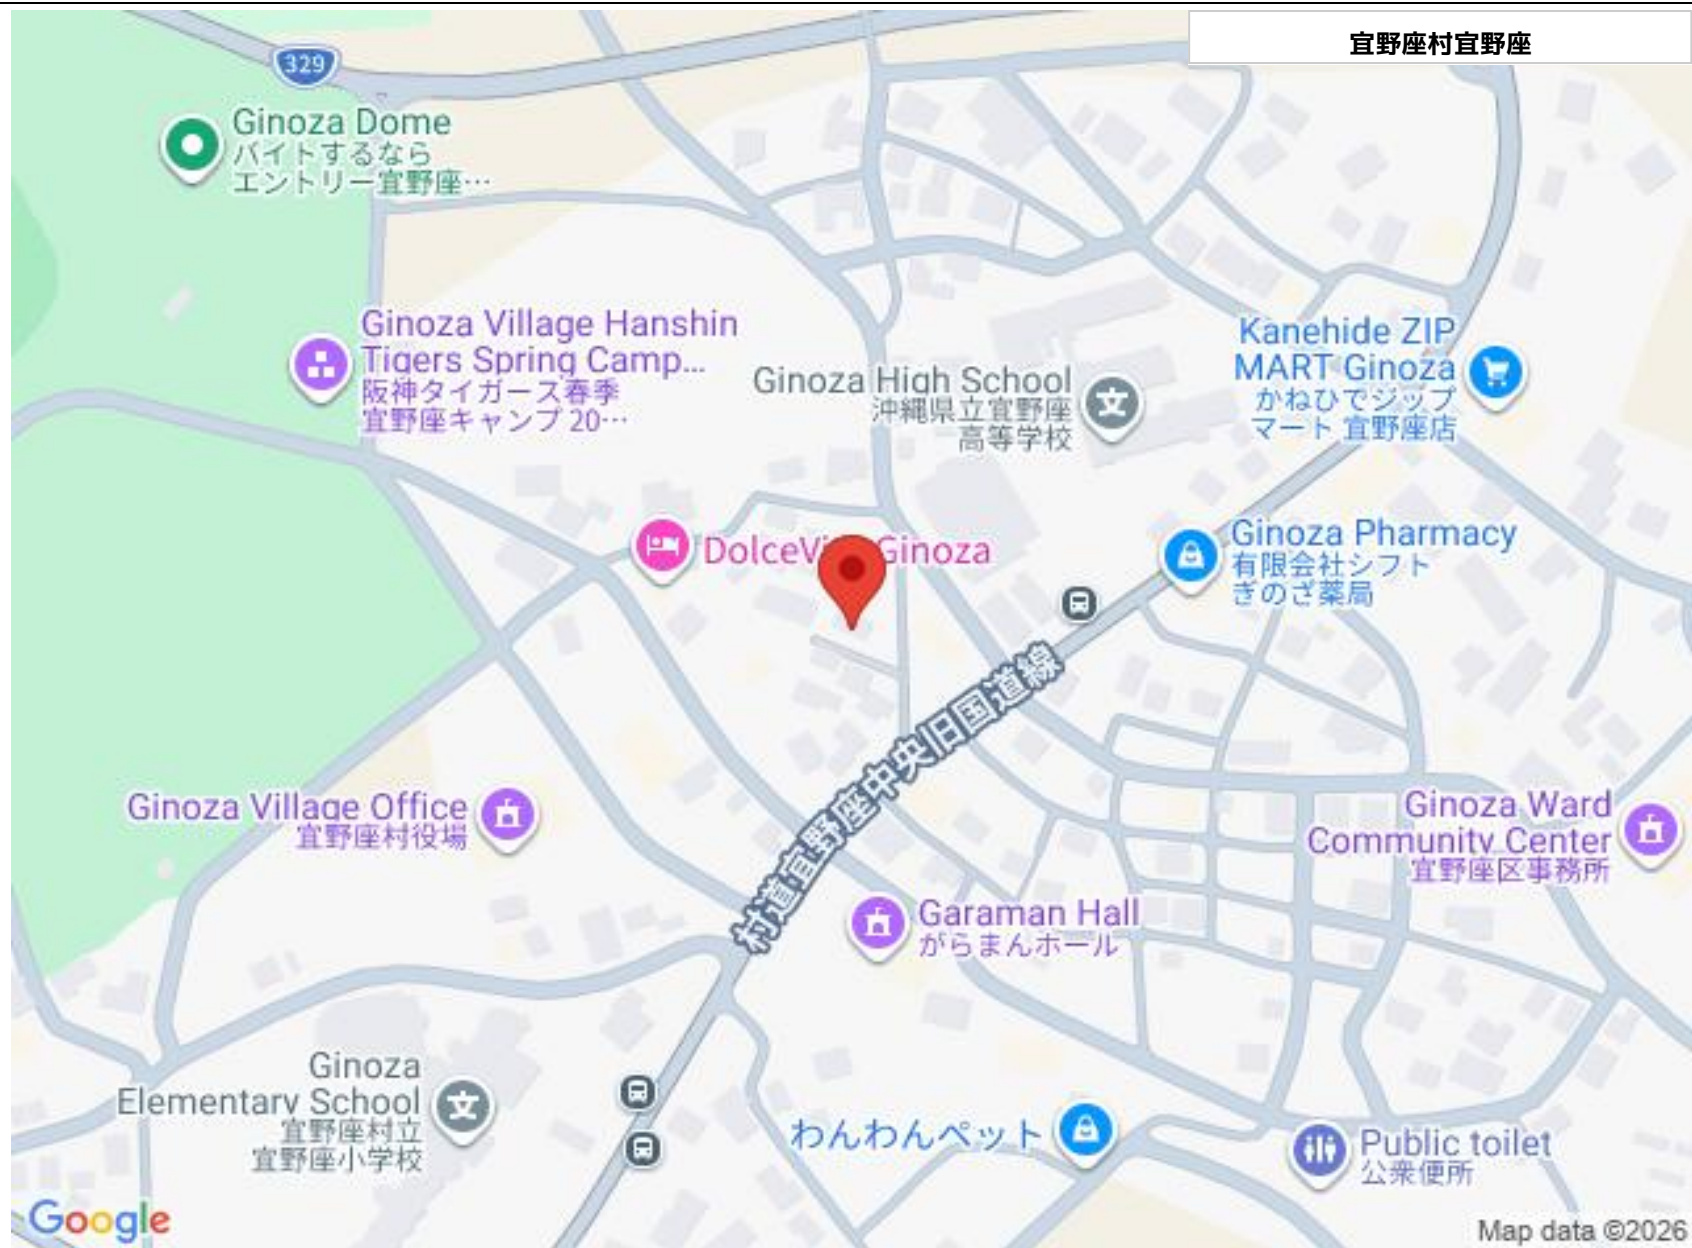 宜野座村宜野座
329
Ginoza Dome
バイトするなら
エントリー宜野座…
Ginoza Village Hanshin
Tigers Spring Camp...
阪神タイガース春季
宜野座キャンプ 20…
Ginoza High School
沖縄県立宜野座
高等学校
Kanehide ZIP
MART Ginoza
かねひでジップ
マート 宜野座店
DolceVi Ginoza
Ginoza Pharmacy
有限会社シフト
ぎのざ薬局
村道宜野座中央旧国道線
Ginoza Village Office
宜野座村役場
Ginoza Ward
Community Center
宜野座区事務所
Garaman Hall
がらまんホール
Ginoza
Elementary School
宜野座村立
宜野座小学校
わんわんペット
Public toilet
公衆便所
Google
Map data ©2026